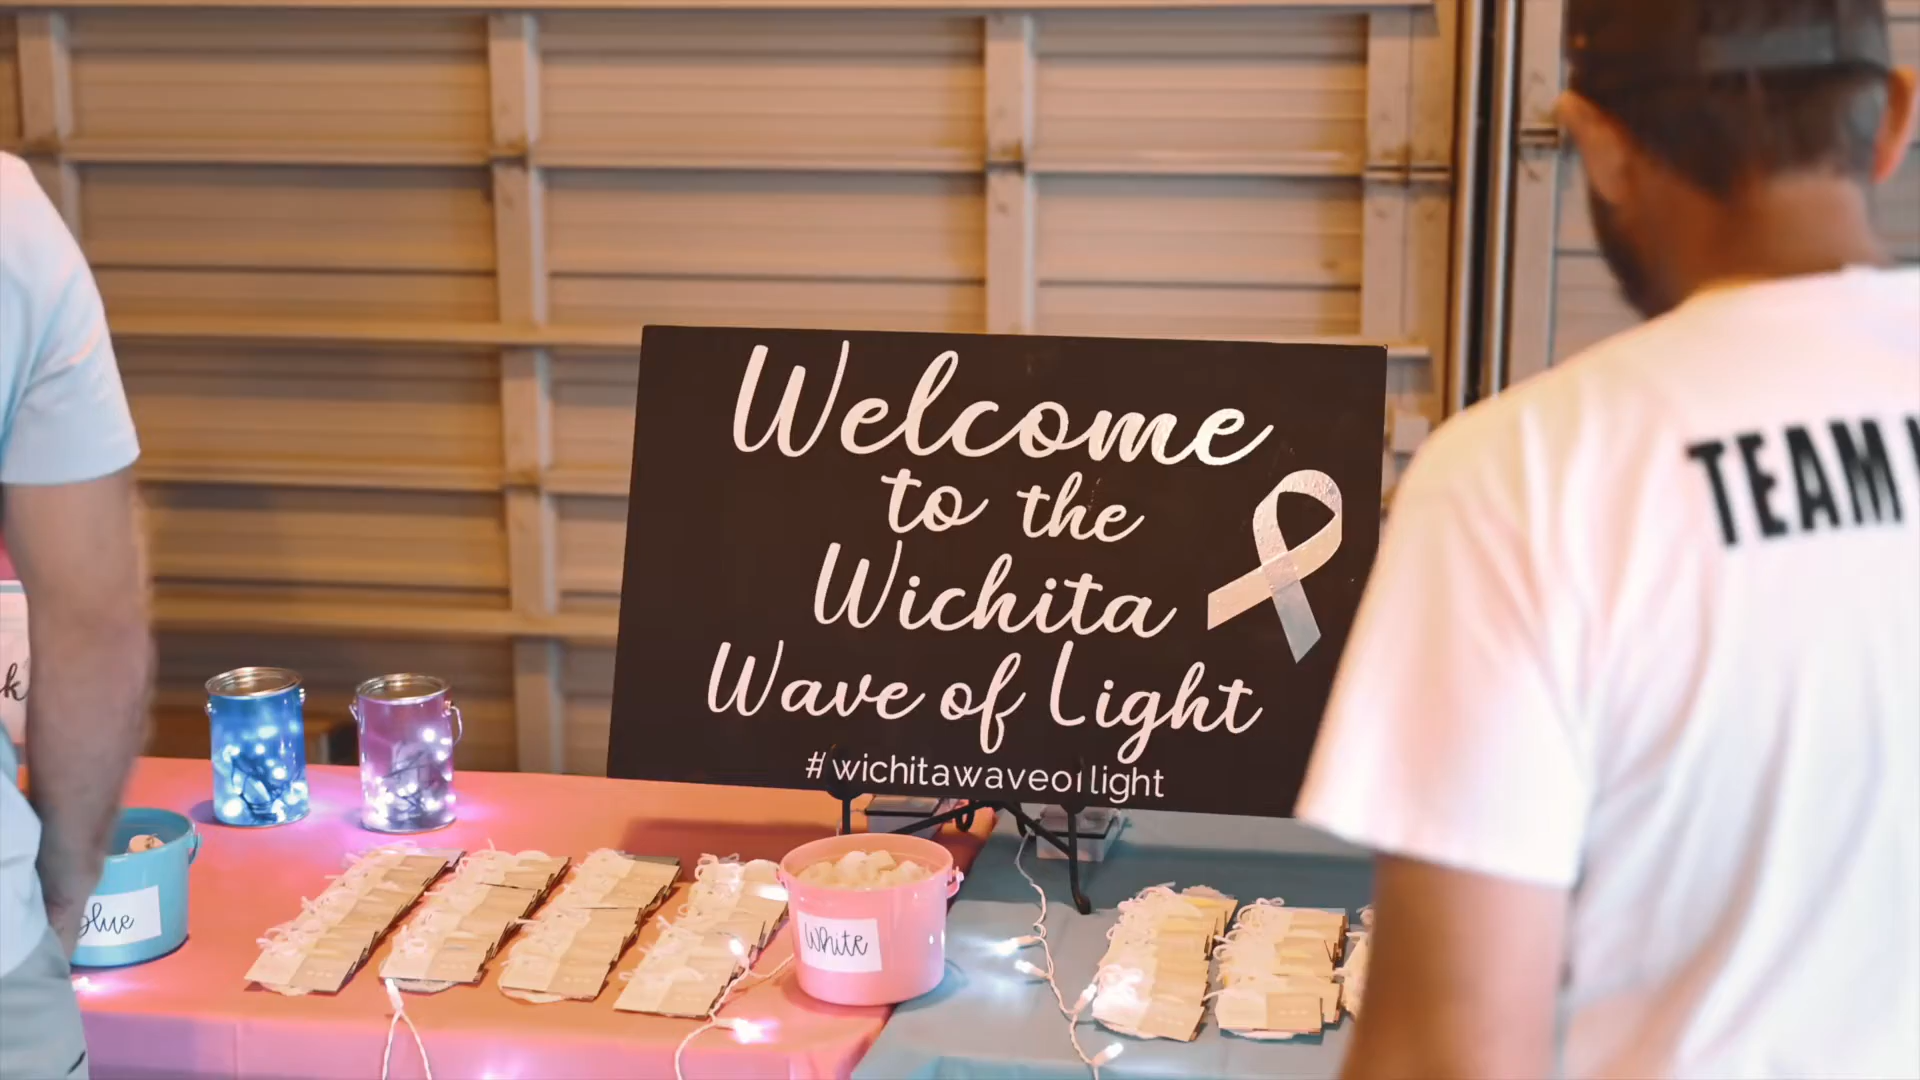 Welcome
to the
Wichita
Wave of Light
#wichitawaveoflight
TEAM
Blue
White